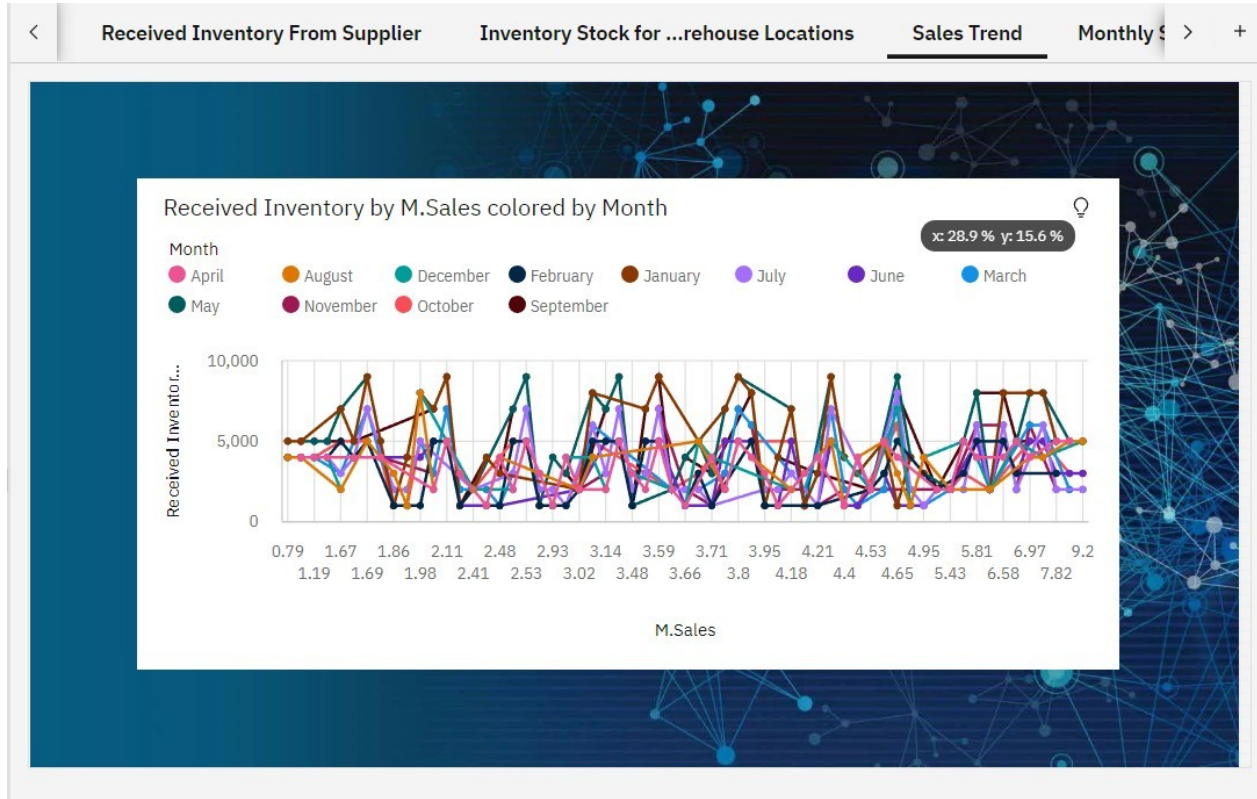 Received Inventory From Supplier Inventory Stock for ...rehouse Locations Sales Trend Monthly S
Received Inventory by M.Sales colored by Month
x: 28.9 % y: 15.6 %
Month
April August December February January July June March
May November October September
Received Inventor...
10,000
5,000
0
0.79 1.67 1.86 2.11 2.48 2.93 3.14 3.59 3.71 3.95 4.21 4.53 4.95 5.81 6.97 9.2
1.19 1.69 1.98 2.41 2.53 3.02 3.48 3.66 3.8 4.18 4.4 4.65 5.43 6.58 7.82
M.Sales